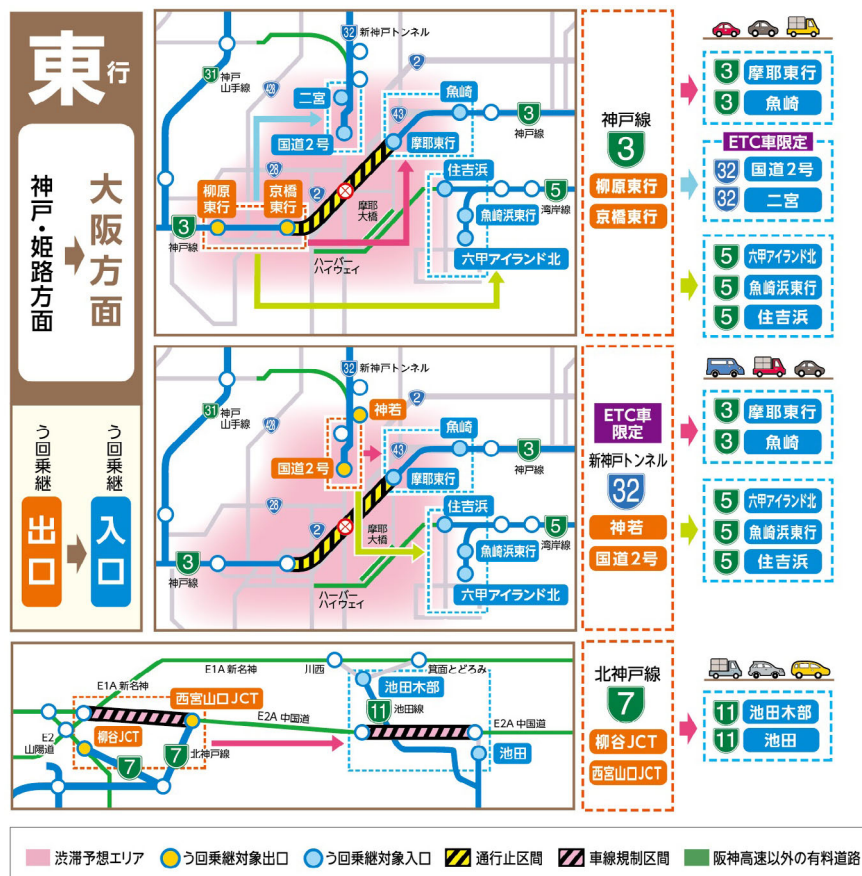 東行
神戸・姫路方面
大阪方面
う回乗継
出口
う回乗継
入口
32
新神戸トンネル
2
31
神戸
山手線
428
二宮
魚崎
43
3
神戸線
国道2号
摩耶東行
28
柳原
東行
京橋
東行
2
住吉浜
摩耶
大橋
5
湾岸線
魚崎浜東行
3
神戸線
ハーバー
ハイウェイ
六甲アイランド北
神戸線
3
柳原東行
京橋東行
3 摩耶東行
3 魚崎
ETC車限定
32 国道2号
32 二宮
5 六甲アイランド北
5 魚崎浜東行
5 住吉浜
32
新神戸トンネル
2
神若
31
神戸
山手線
428
魚崎
43
3
神戸線
国道2号
摩耶東行
28
住吉浜
2
摩耶
大橋
5
湾岸線
魚崎浜東行
3
神戸線
ハーバー
ハイウェイ
六甲アイランド北
ETC車
限定
新神戸トンネル
32
神若
国道2号
3 摩耶東行
3 魚崎
5 六甲アイランド北
5 魚崎浜東行
5 住吉浜
E1A 新名神
E1A 新名神
川西
箕面とどろみ
西宮山口JCT
池田木部
11
池田線
E2A 中国道
E2A 中国道
E2
山陽道
柳谷JCT
7
7
北神戸線
池田
北神戸線
7
柳谷JCT
西宮山口JCT
11 池田木部
11 池田
渋滞予想エリア
う回乗継対象出口
う回乗継対象入口
通行止区間
車線規制区間
阪神高速以外の有料道路